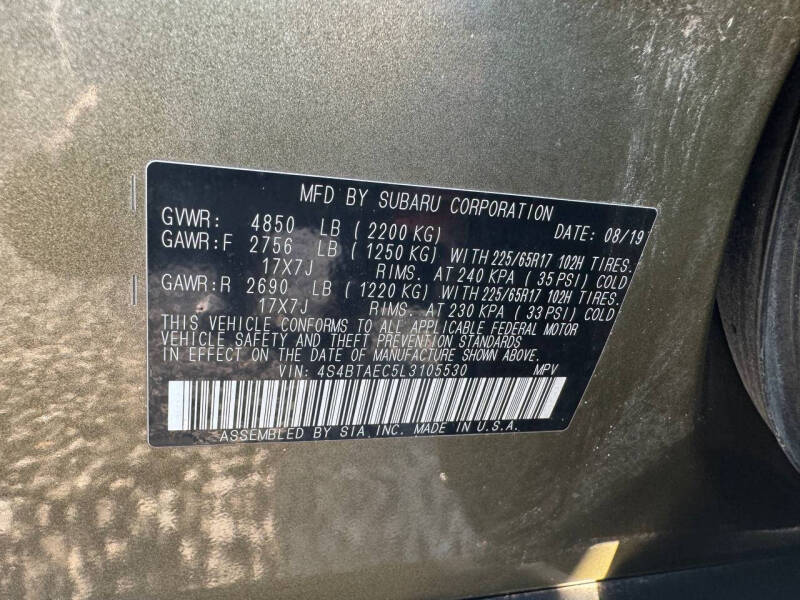 MFD BY SUBARU CORPORATION
GVWR: 4850 LB (2200 KG) DATE: 08/19
GAWR:F 2756 LB (1250 KG) WITH 225/65R17 102H TIRES.
17X7J RIMS. AT 240 KPA (35 PSI) COLD
GAWR:R 2690 LB (1220 KG) WITH 225/65R17 102H TIRES.
17X7J RIMS. AT 230 KPA (33 PSI) COLD
THIS VEHICLE CONFORMS TO ALL APPLICABLE FEDERAL MOTOR
VEHICLE SAFETY AND THEFT PREVENTION STANDARDS
IN EFFECT ON THE DATE OF MANUFACTURE SHOWN ABOVE.
VIN: 4S4BTAEC5L3105530 MPV
ASSEMBLED BY SIA, INC. MADE IN U.S.A.